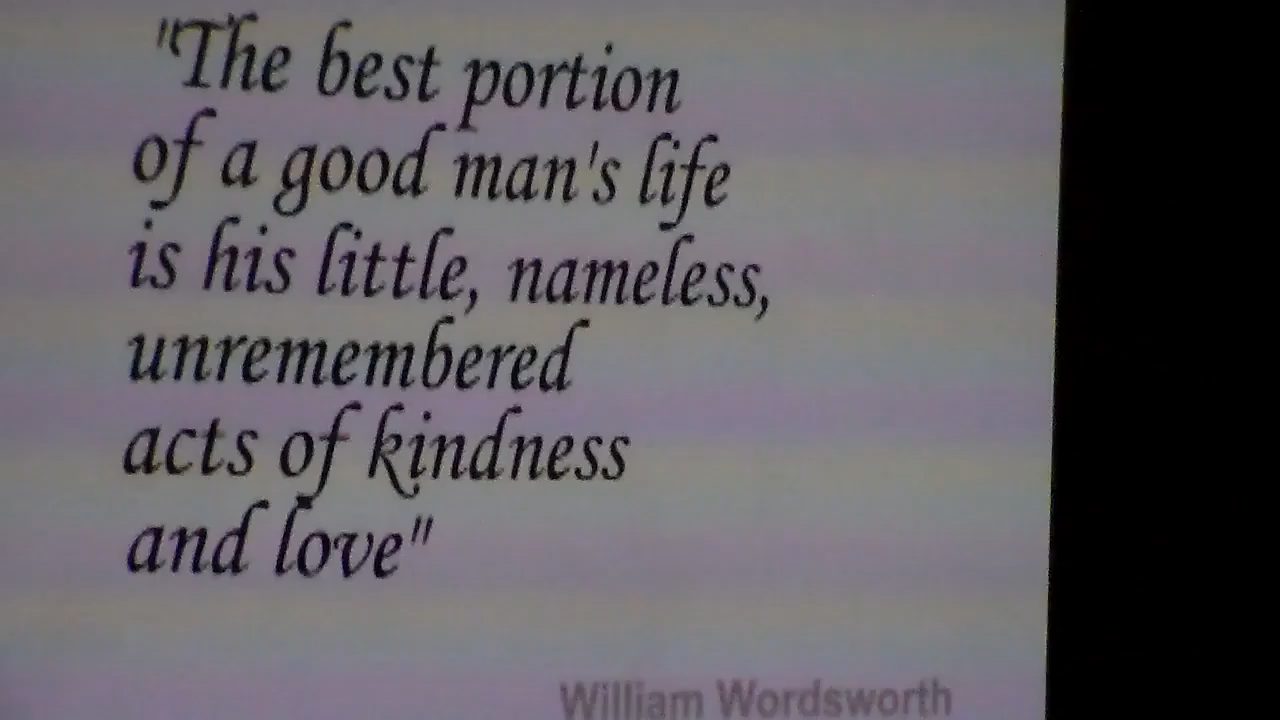 "The best portion
of a good man's life
is his little, nameless,
unremembered
acts of kindness
and love"
William Wordsworth